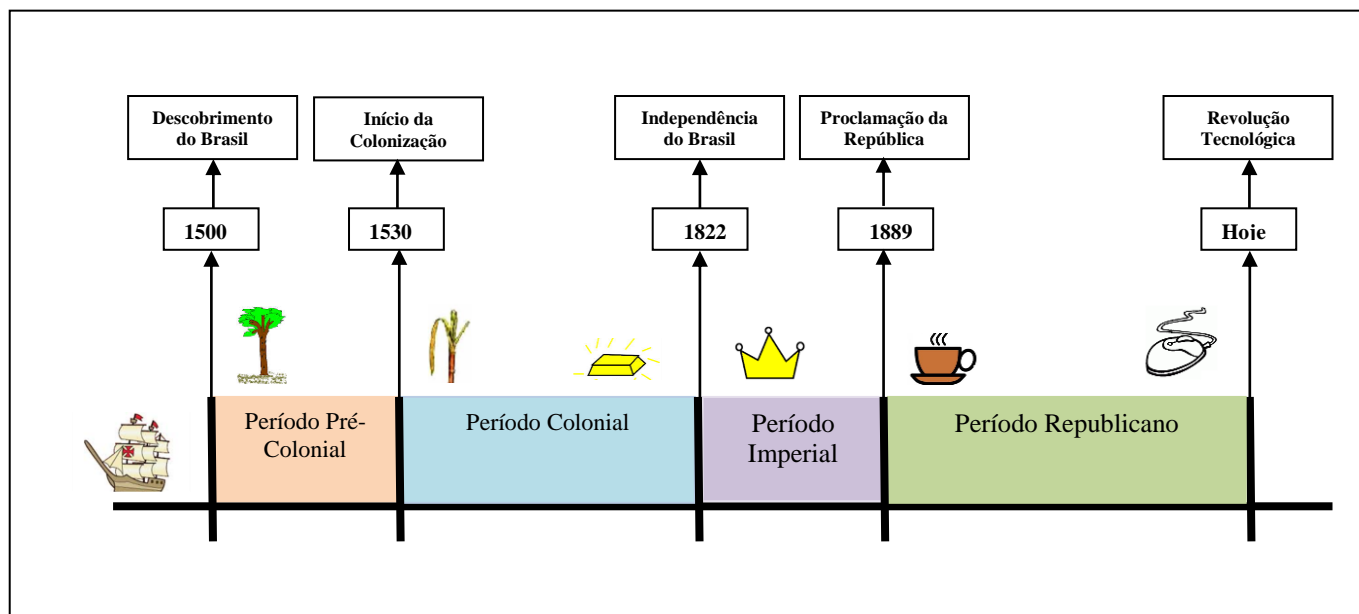 Descobrimento
do Brasil
Início da
Colonização
Independência
do Brasil
Proclamação da
República
Revolução
Tecnológica
1500
1530
1822
1889
Hoje
Período Pré-
Colonial
Período Colonial
Período
Imperial
Período Republicano